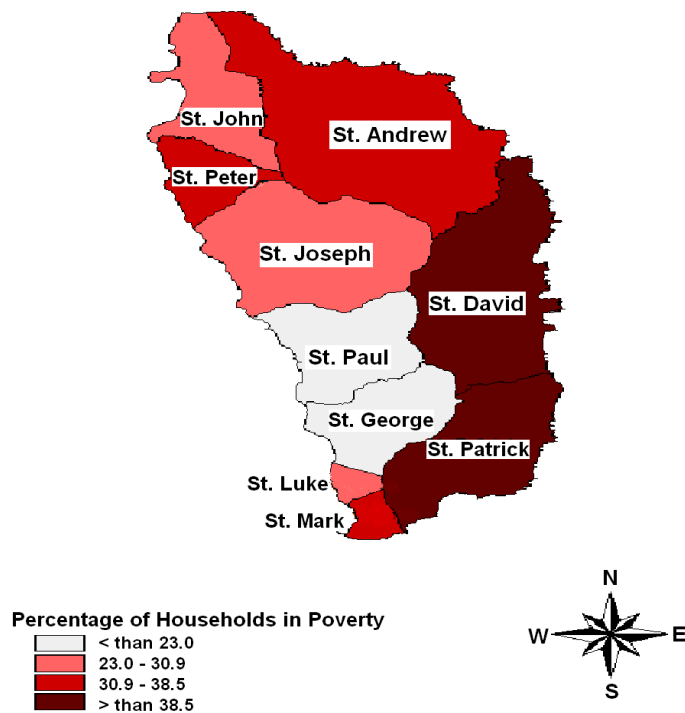 St. John
St. Andrew
St. Peter
St. Joseph
St. David
St. Paul
St. George
St. Patrick
St. Luke
St. Mark
N
W
E
S
Percentage of Households in Poverty
< than 23.0
23.0 - 30.9
30.9 - 38.5
> than 38.5